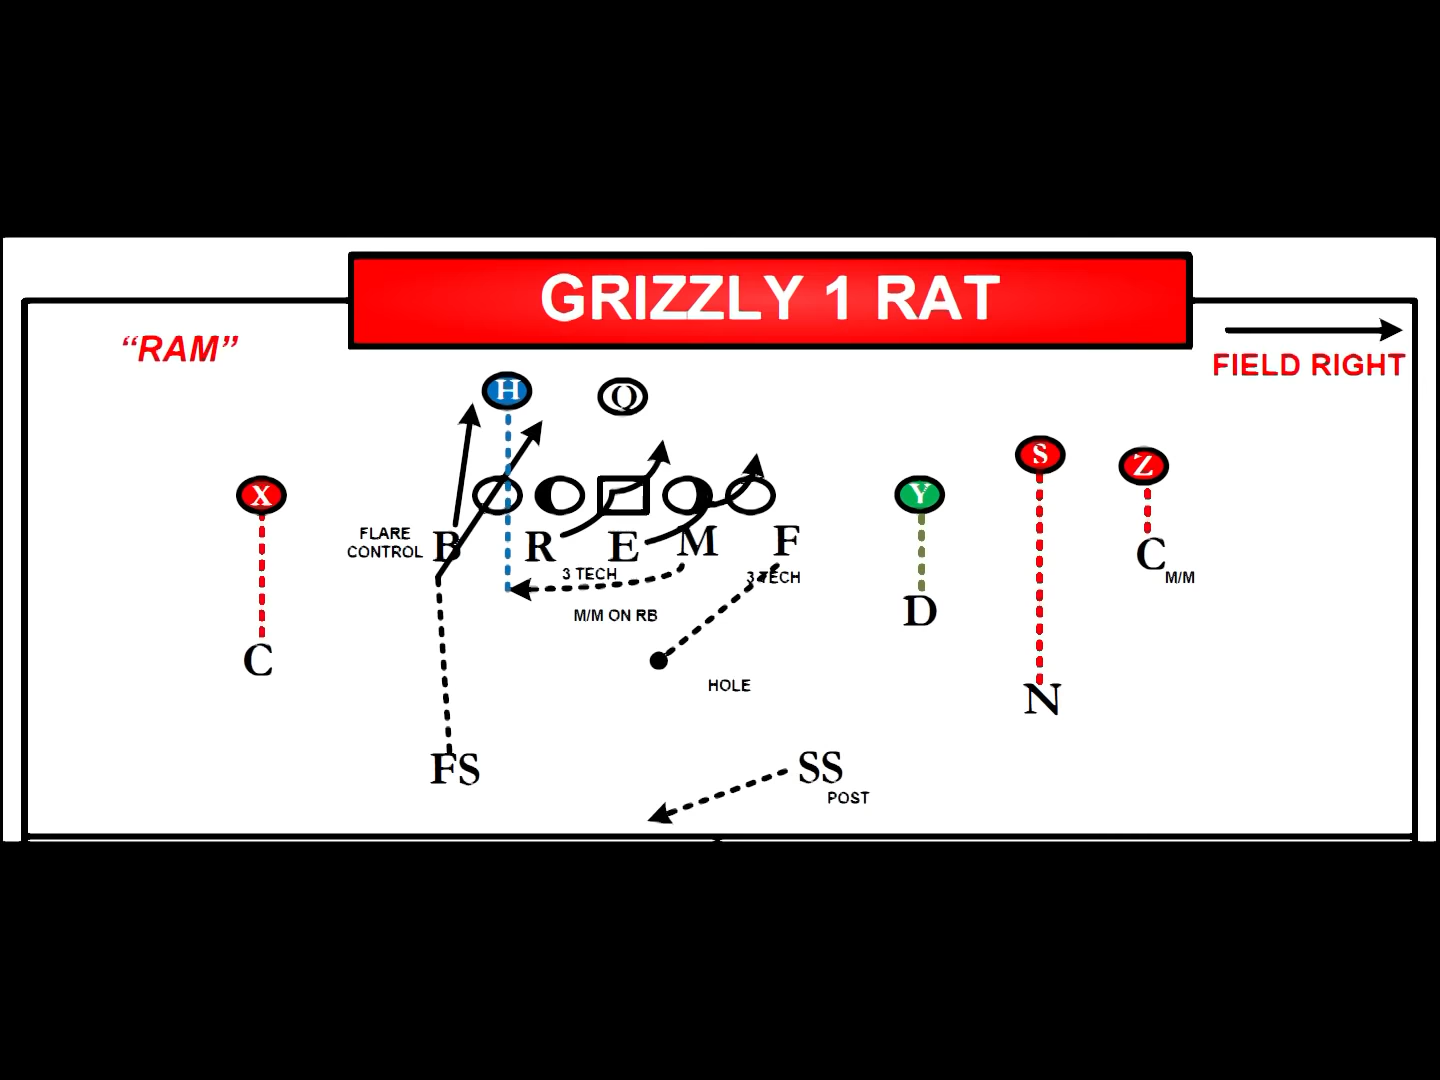 GRIZZLY 1 RAT
“RAM”
FIELD RIGHT
H
Q
S
Z
X
Y
FLARE
CONTROL
B
R
E
M
F
C
M/M
3 TECH
3 TECH
M/M ON RB
D
C
HOLE
N
FS
SS
POST